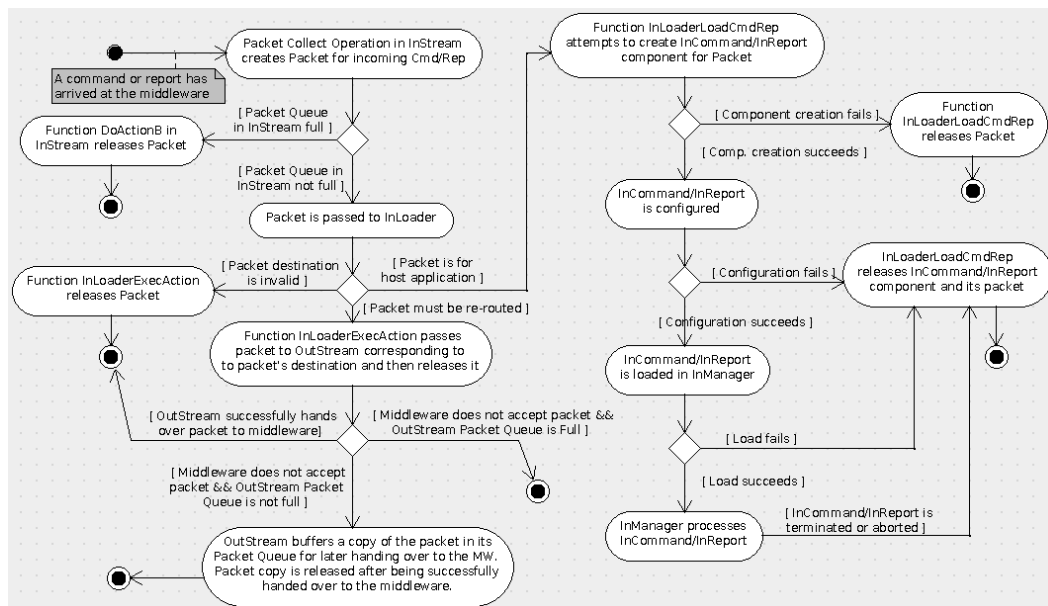 Packet Collect Operation in InStream
creates Packet for incoming Cmd/Rep
A command or report has
arrived at the middleware
[ Packet Queue
in InStream full ]
Function DoActionB in
InStream releases Packet
[ Packet Queue in
InStream not full ]
Packet is passed to InLoader
[ Packet destination
is invalid ]
[ Packet is for
host application ]
Function InLoaderExecAction
releases Packet
[ Packet must be re-routed ]
Function InLoaderExecAction passes
packet to OutStream corresponding to
to packet's destination and then releases it
[ OutStream successfully hands
over packet to middleware]
[ Middleware does not accept packet &&
OutStream Packet Queue is Full ]
[ Middleware does not accept
packet && OutStream Packet
Queue is not full ]
OutStream buffers a copy of the packet in its
Packet Queue for later handing over to the MW.
Packet copy is released after being successfully
handed over to the middleware.
Function InLoaderLoadCmdRep
attempts to create InCommand/InReport
component for Packet
[ Component creation fails ]
Function
InLoaderLoadCmdRep
releases Packet
[ Comp. creation succeeds ]
InCommand/InReport
is configured
[ Configuration fails ]
InLoaderLoadCmdRep
releases InCommand/InReport
component and its packet
[ Configuration succeeds ]
InCommand/InReport
is loaded in InManager
[ Load fails ]
[ Load succeeds ]
InManager processes
InCommand/InReport
[ InCommand/InReport is
terminated or aborted ]